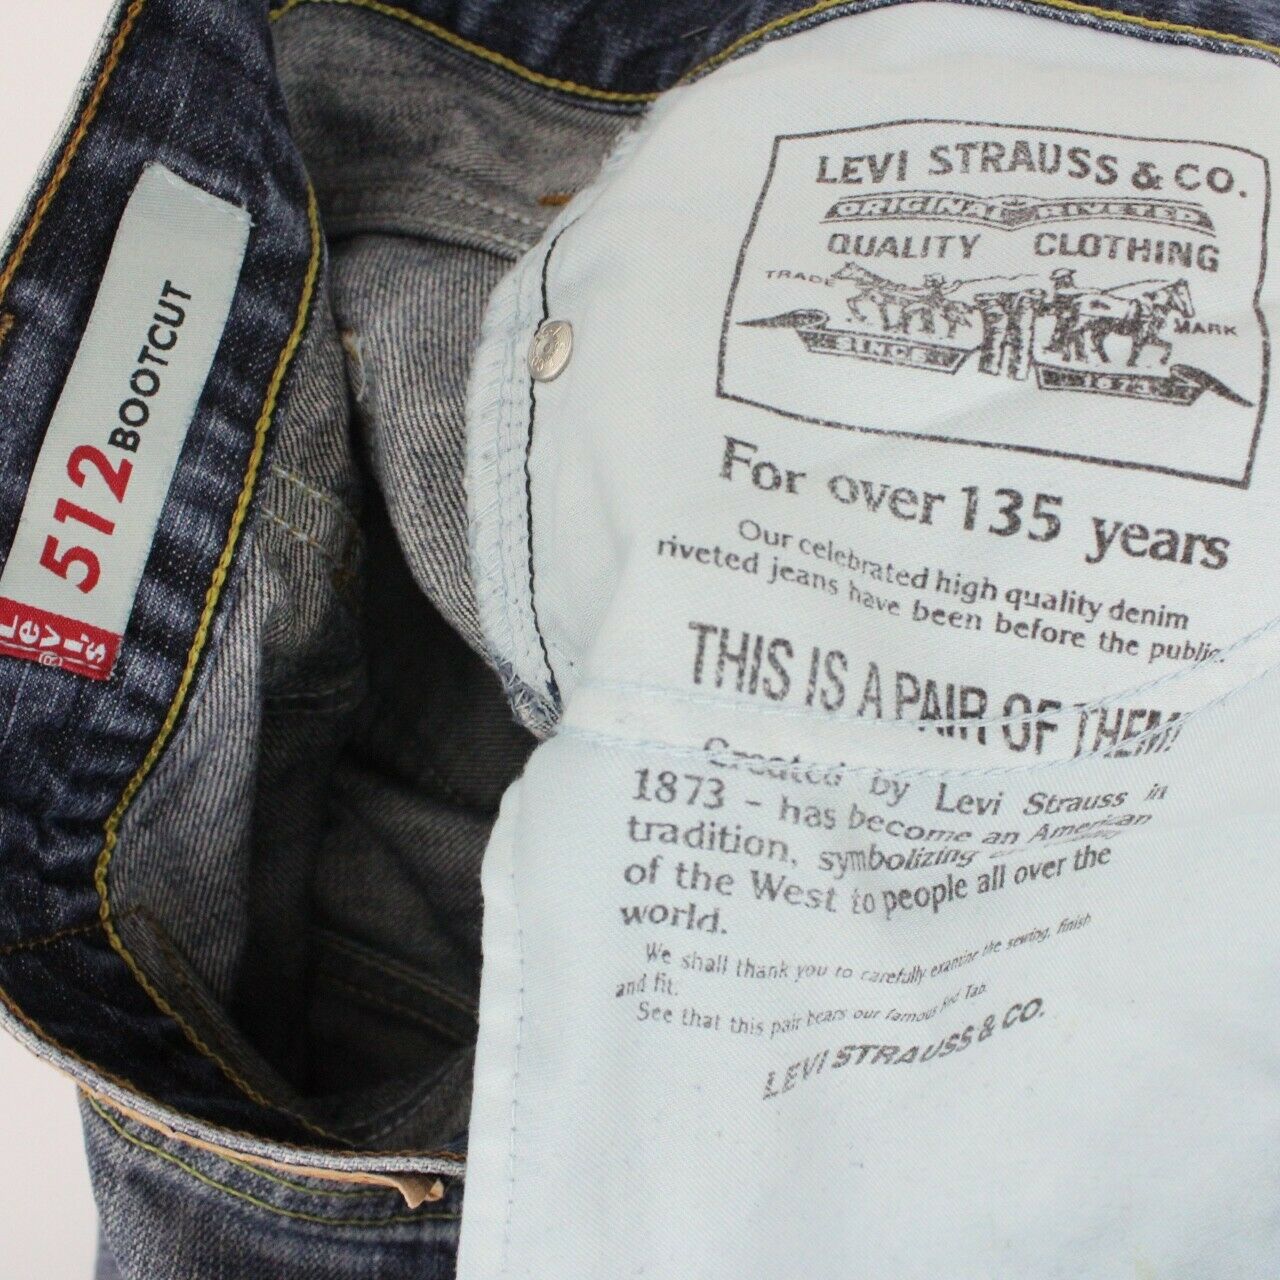 512 BOOTCUT
Levi's®
LEVI STRAUSS & CO.
ORIGINAL RIVETED
QUALITY CLOTHING
TRADE MARK
SINCE 1873
For over 135 years
Our celebrated high quality denim
riveted jeans have been before the public.
THIS IS A PAIR OF THEM!
Created by Levi Strauss in
1873 - has become an American
tradition, symbolizing
of the West to people all over the
world.
We shall thank you to carefully examine the sewing, finish
and fit.
See that this pair bears our famous Red Tab.
LEVI STRAUSS & CO.